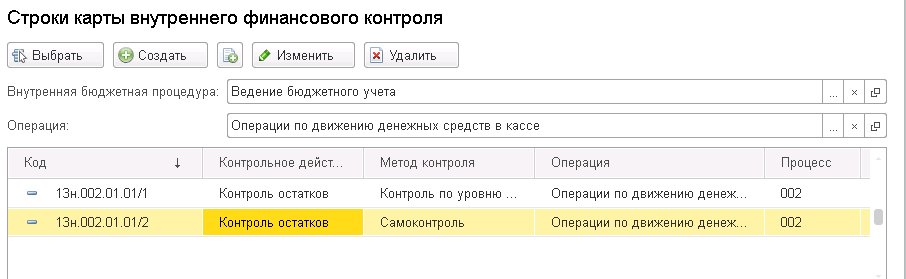 Строки карты внутреннего финансового контроля
Выбрать Создать Изменить Удалить
Внутренняя бюджетная процедура: Ведение бюджетного учета ... ×
Операция: Операции по движению денежных средств в кассе ... ×
Код ↓ Контрольное дейст... Метод контроля Операция Процесс
13н.002.01.01/1 Контроль остатков Контроль по уровню ... Операции по движению денеж... 002
13н.002.01.01/2 Контроль остатков Самоконтроль Операции по движению денеж... 002